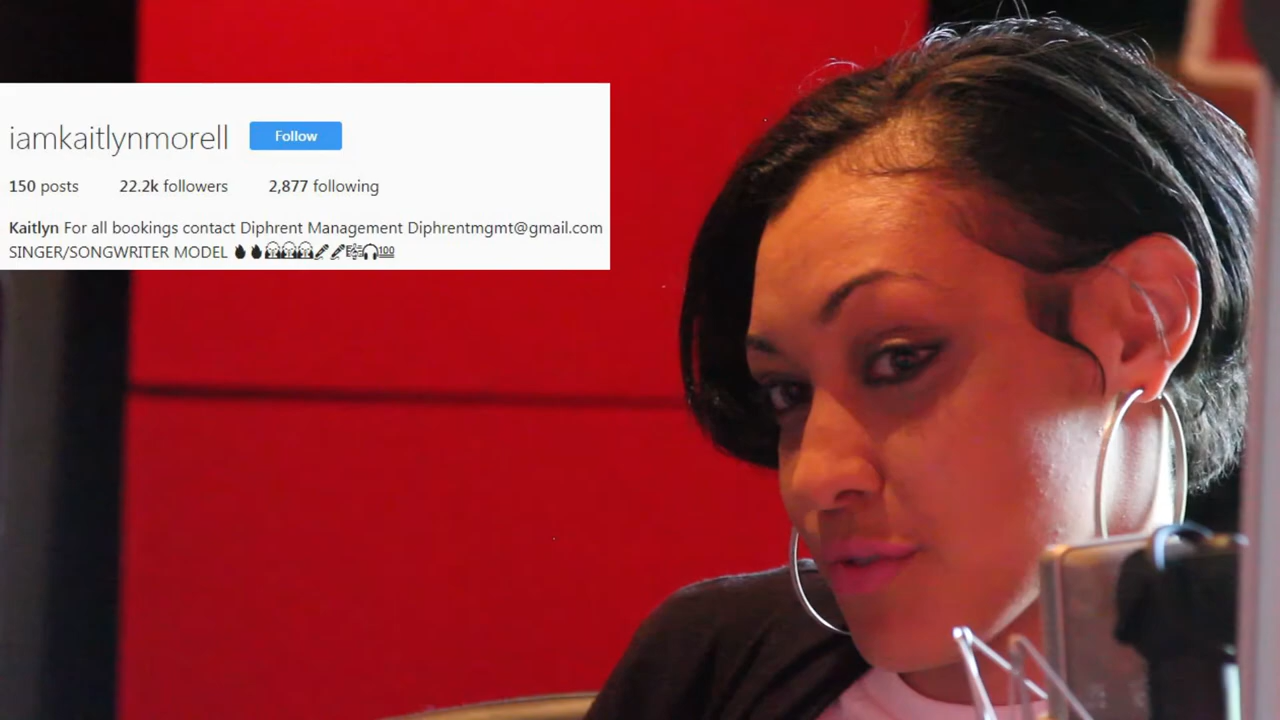 iamkaitlynmorell Follow
150 posts 22.2k followers 2,877 following
Kaitlyn For all bookings contact Diphrent Management Diphrentmgmt@gmail.com
SINGER/SONGWRITER MODEL 🔥🔥🙌🙌🙌🎤🎤🎼🎧💯